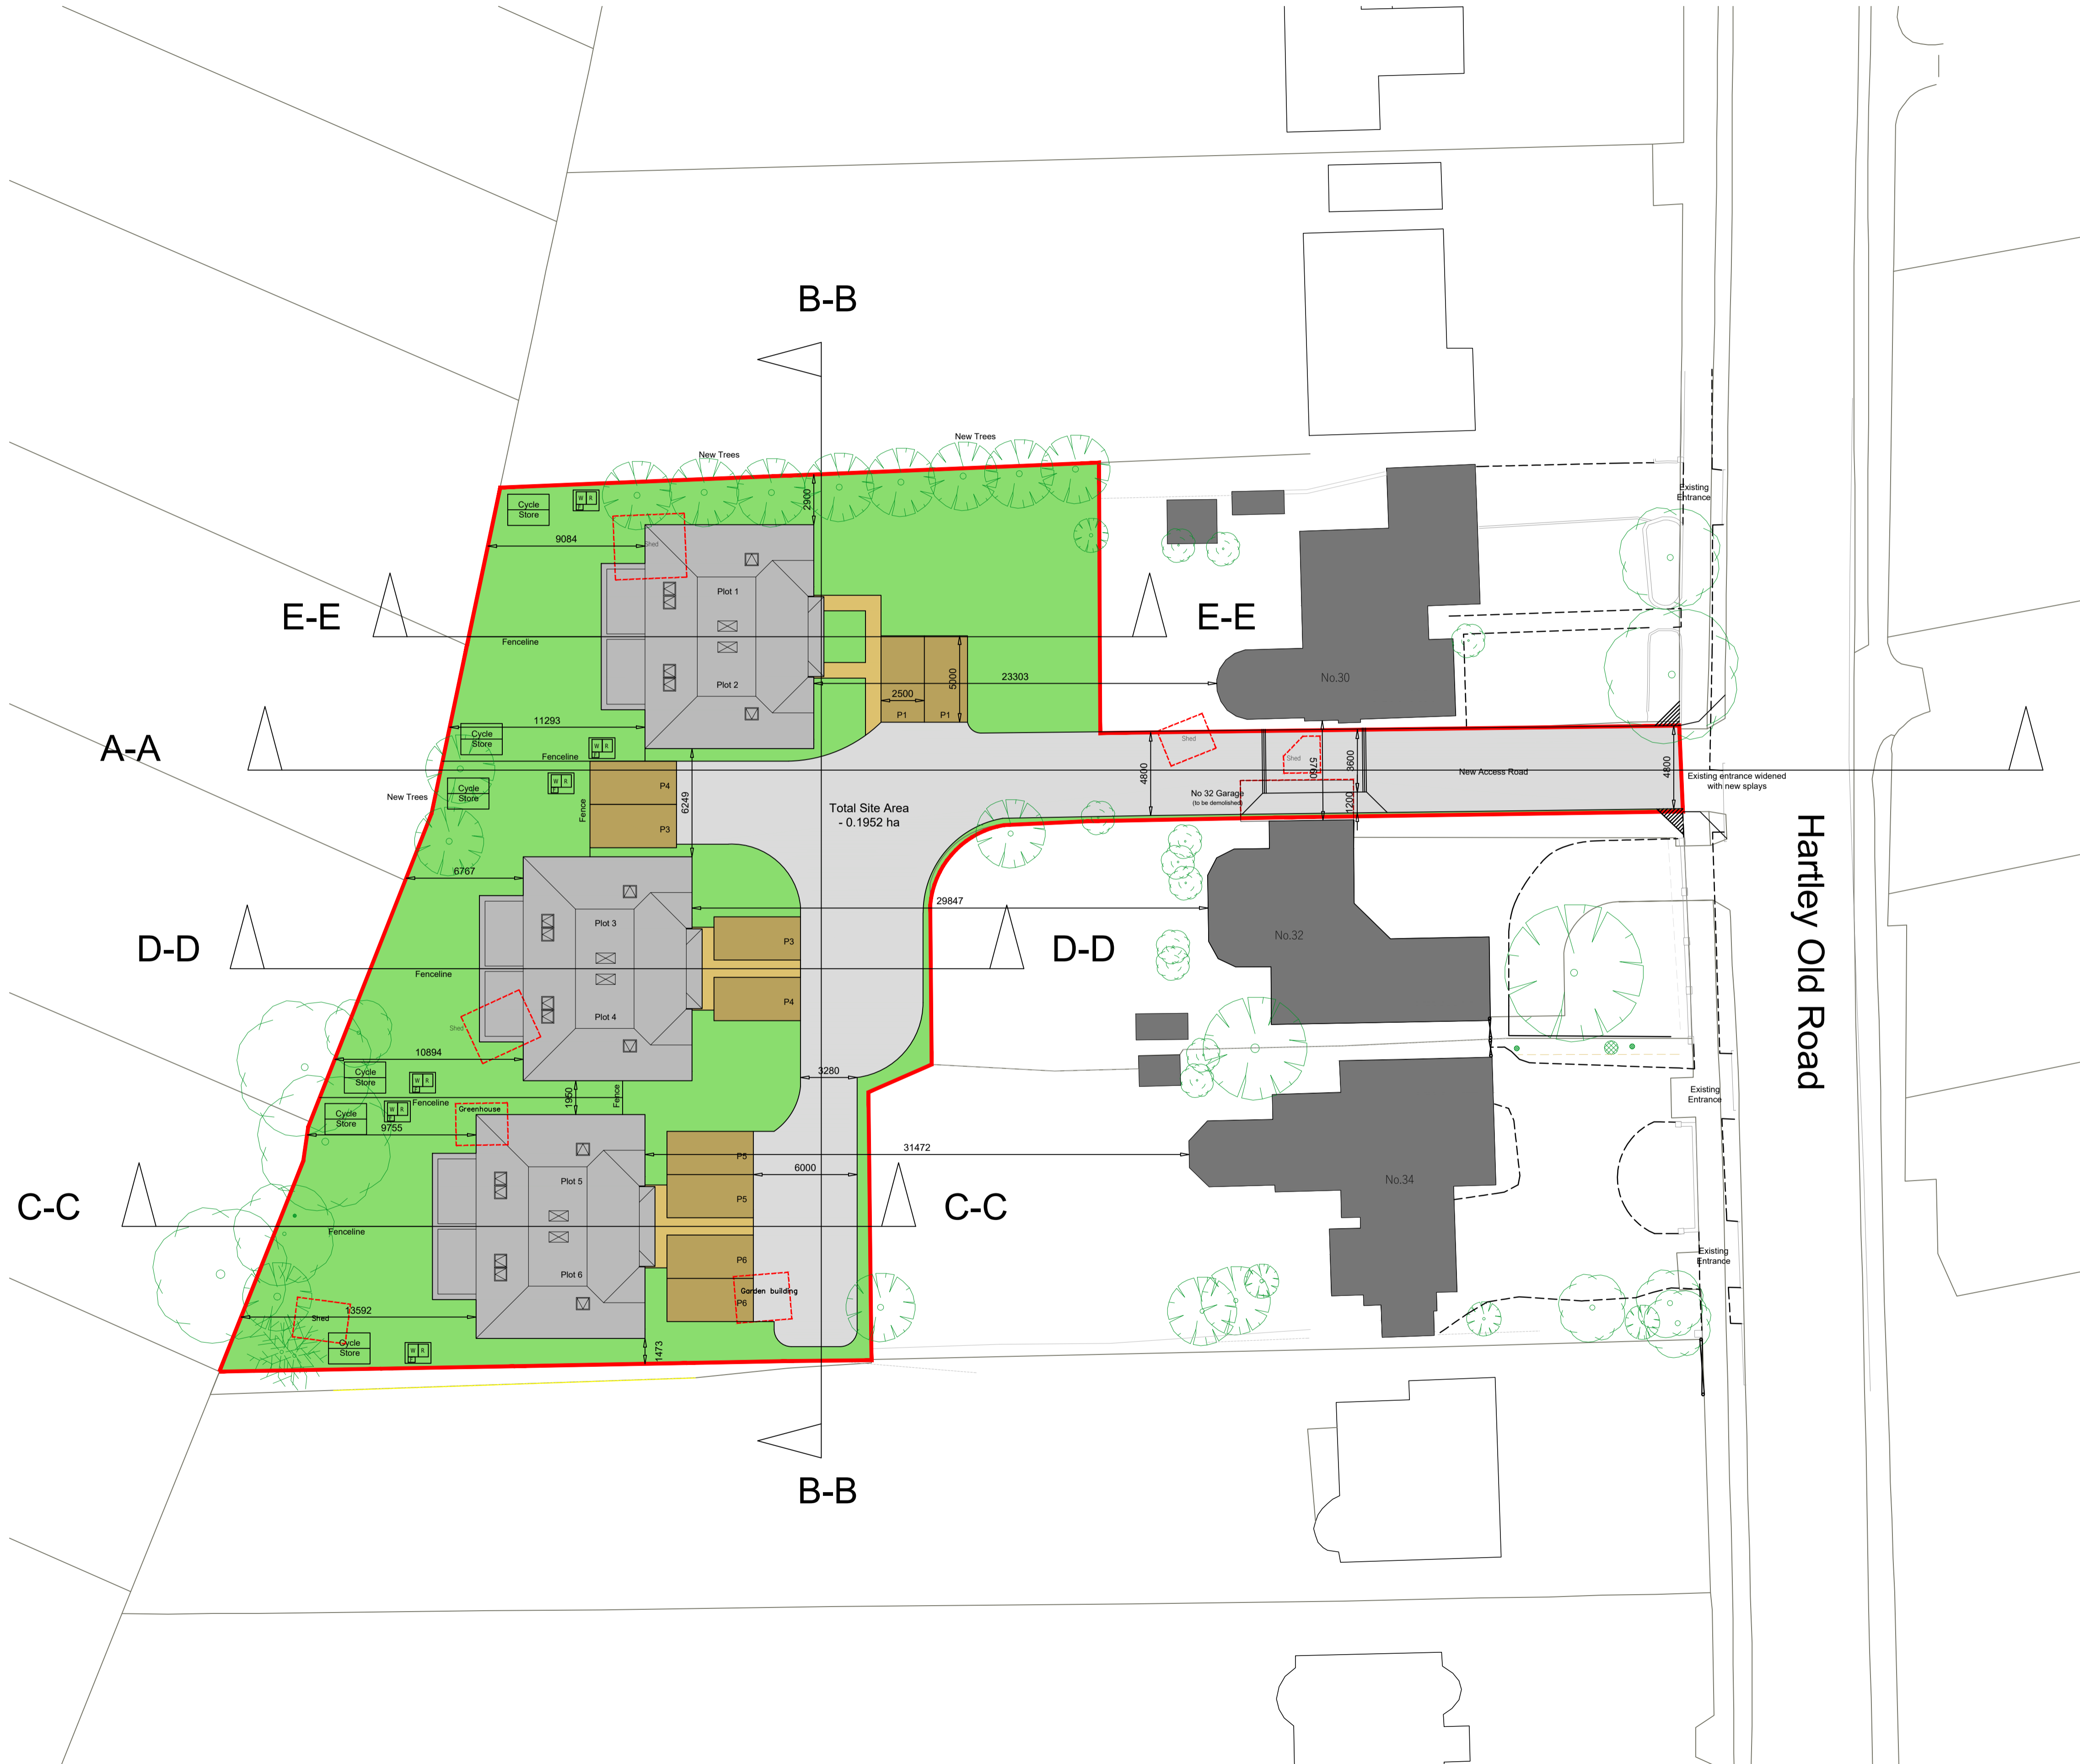 B-B
New Trees
New Trees
Existing
Entrance
Cycle
Store
W R
2900
9084
Shed
Plot 1
E-E
E-E
Fenceline
5000
23303
No.30
Plot 2
2500
P1
P1
11293
Cycle
Store
W R
A-A
Fenceline
Shed
Shed
4800
3600
5760
New Access Road
4800
Existing entrance widened
with new splays
W R
Cycle
Store
New Trees
P4
Fence
6249
P3
Total Site Area
- 0.1952 ha
No 32 Garage
(to be demolished)
1200
Hartley Old Road
6767
29847
Plot 3
P3
No.32
D-D
D-D
Fenceline
P4
Plot 4
Shed
10894
Cycle
Store
W R
3280
1950
Fence
Fenceline
Greenhouse
W R
Cycle
Store
9755
Existing
Entrance
31472
P5
6000
Plot 5
No.34
P5
C-C
C-C
Fenceline
Existing
Entrance
P6
Plot 6
Garden building
P6
13592
Shed
Cycle
Store
W R
1473
B-B